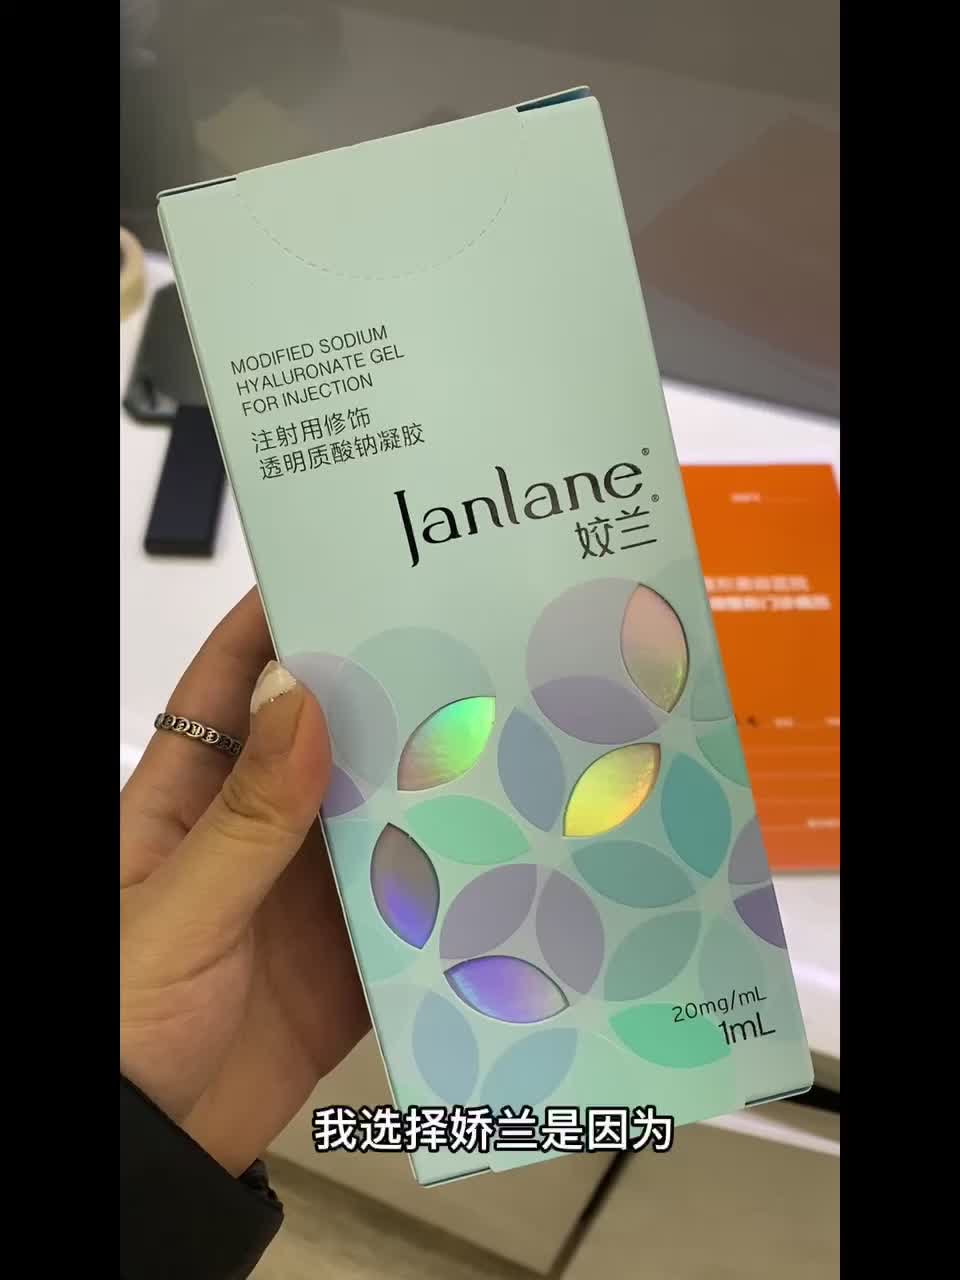 MODIFIED SODIUM
HYALURONATE GEL
FOR INJECTION
注射用修饰
透明质酸钠凝胶
Janlane®
姣兰®
20mg/mL
1mL
我选择娇兰是因为